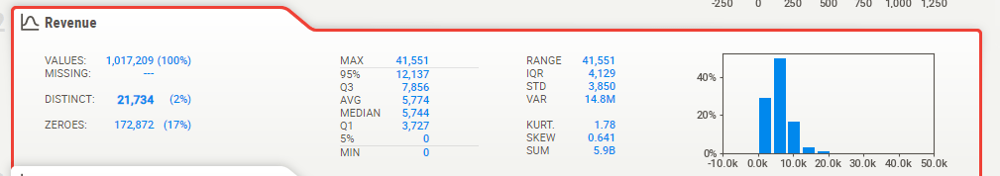 -250 0 250 500 750 1,000 1,250
Revenue
VALUES: 1,017,209 (100%)
MISSING: ---
DISTINCT: 21,734 (2%)
ZEROES: 172,872 (17%)
MAX 41,551
95% 12,137
Q3 7,856
AVG 5,774
MEDIAN 5,744
Q1 3,727
5% 0
MIN 0
RANGE 41,551
IQR 4,129
STD 3,850
VAR 14.8M
KURT. 1.78
SKEW 0.641
SUM 5.9B
40%
20%
0%
-10.0k 0.0k 10.0k 20.0k 30.0k 40.0k 50.0k